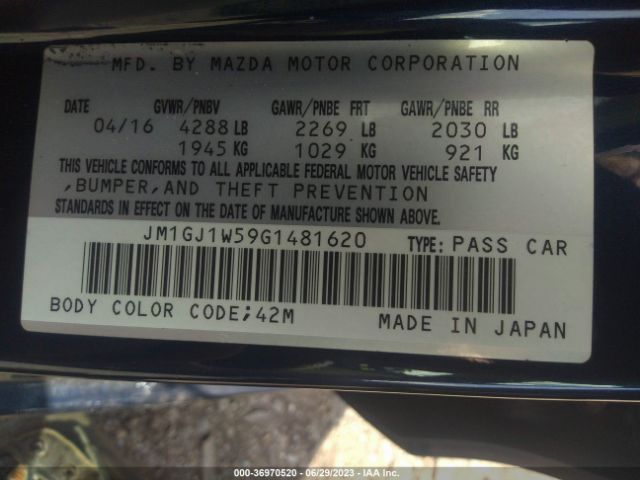 MFD. BY MAZDA MOTOR CORPORATION
DATE GVWR/PNBV GAWR/PNBE FRT GAWR/PNBE RR
04/16 4288 LB 2269 LB 2030 LB
1945 KG 1029 KG 921 KG
THIS VEHICLE CONFORMS TO ALL APPLICABLE FEDERAL MOTOR VEHICLE SAFETY
,BUMPER,AND THEFT PREVENTION
STANDARDS IN EFFECT ON THE DATE OF MANUFACTURE SHOWN ABOVE.
JM1GJ1W59G1481620 TYPE: PASS CAR
BODY COLOR CODE;42M MADE IN JAPAN
000-36970520 - 06/29/2023 - IAA Inc.